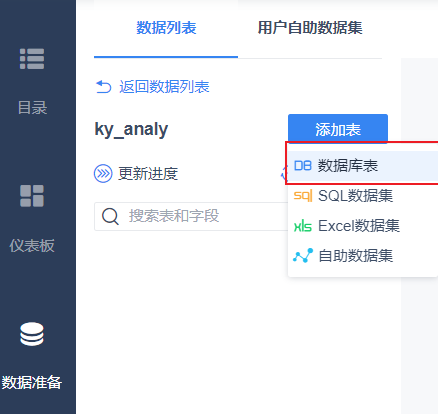 数据列表 用户自助数据集
目录
返回数据列表
ky_analy 添加表
更新进度
DB 数据库表
sql SQL数据集
搜索表和字段
xls Excel数据集
仪表板
自助数据集
数据准备